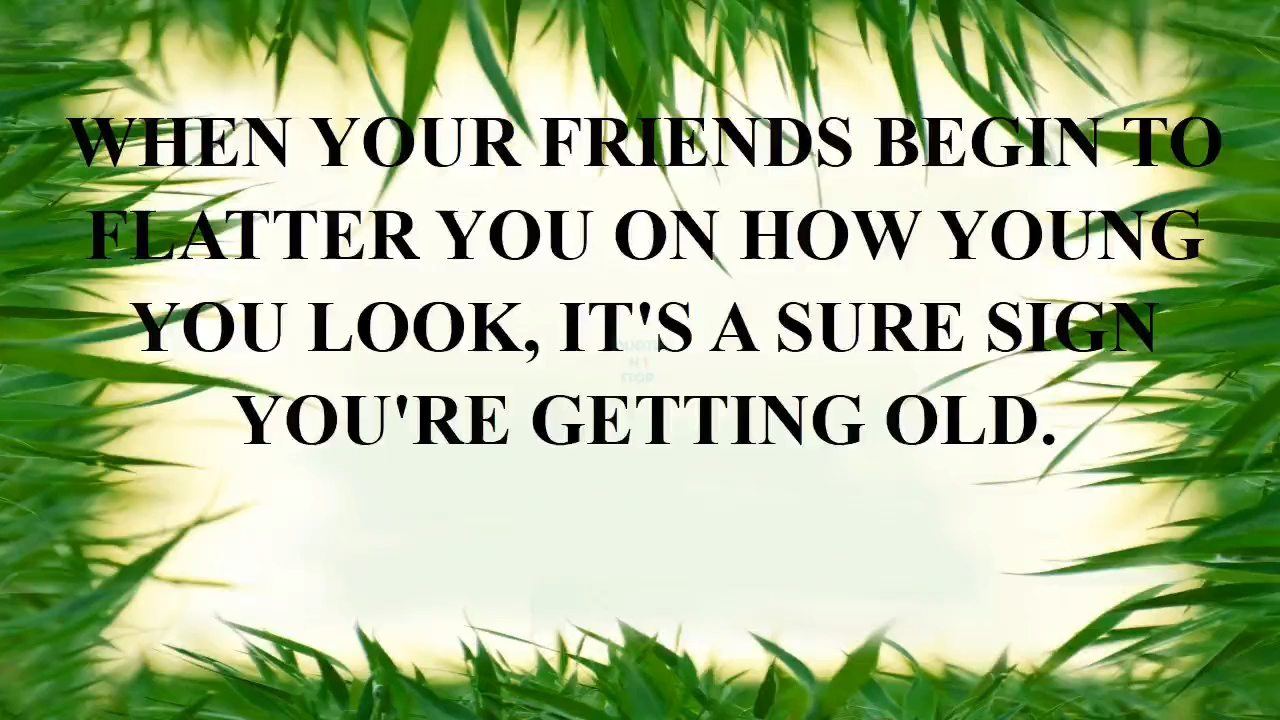 WHEN YOUR FRIENDS BEGIN TO
FLATTER YOU ON HOW YOUNG
YOU LOOK, IT'S A SURE SIGN
YOU'RE GETTING OLD.